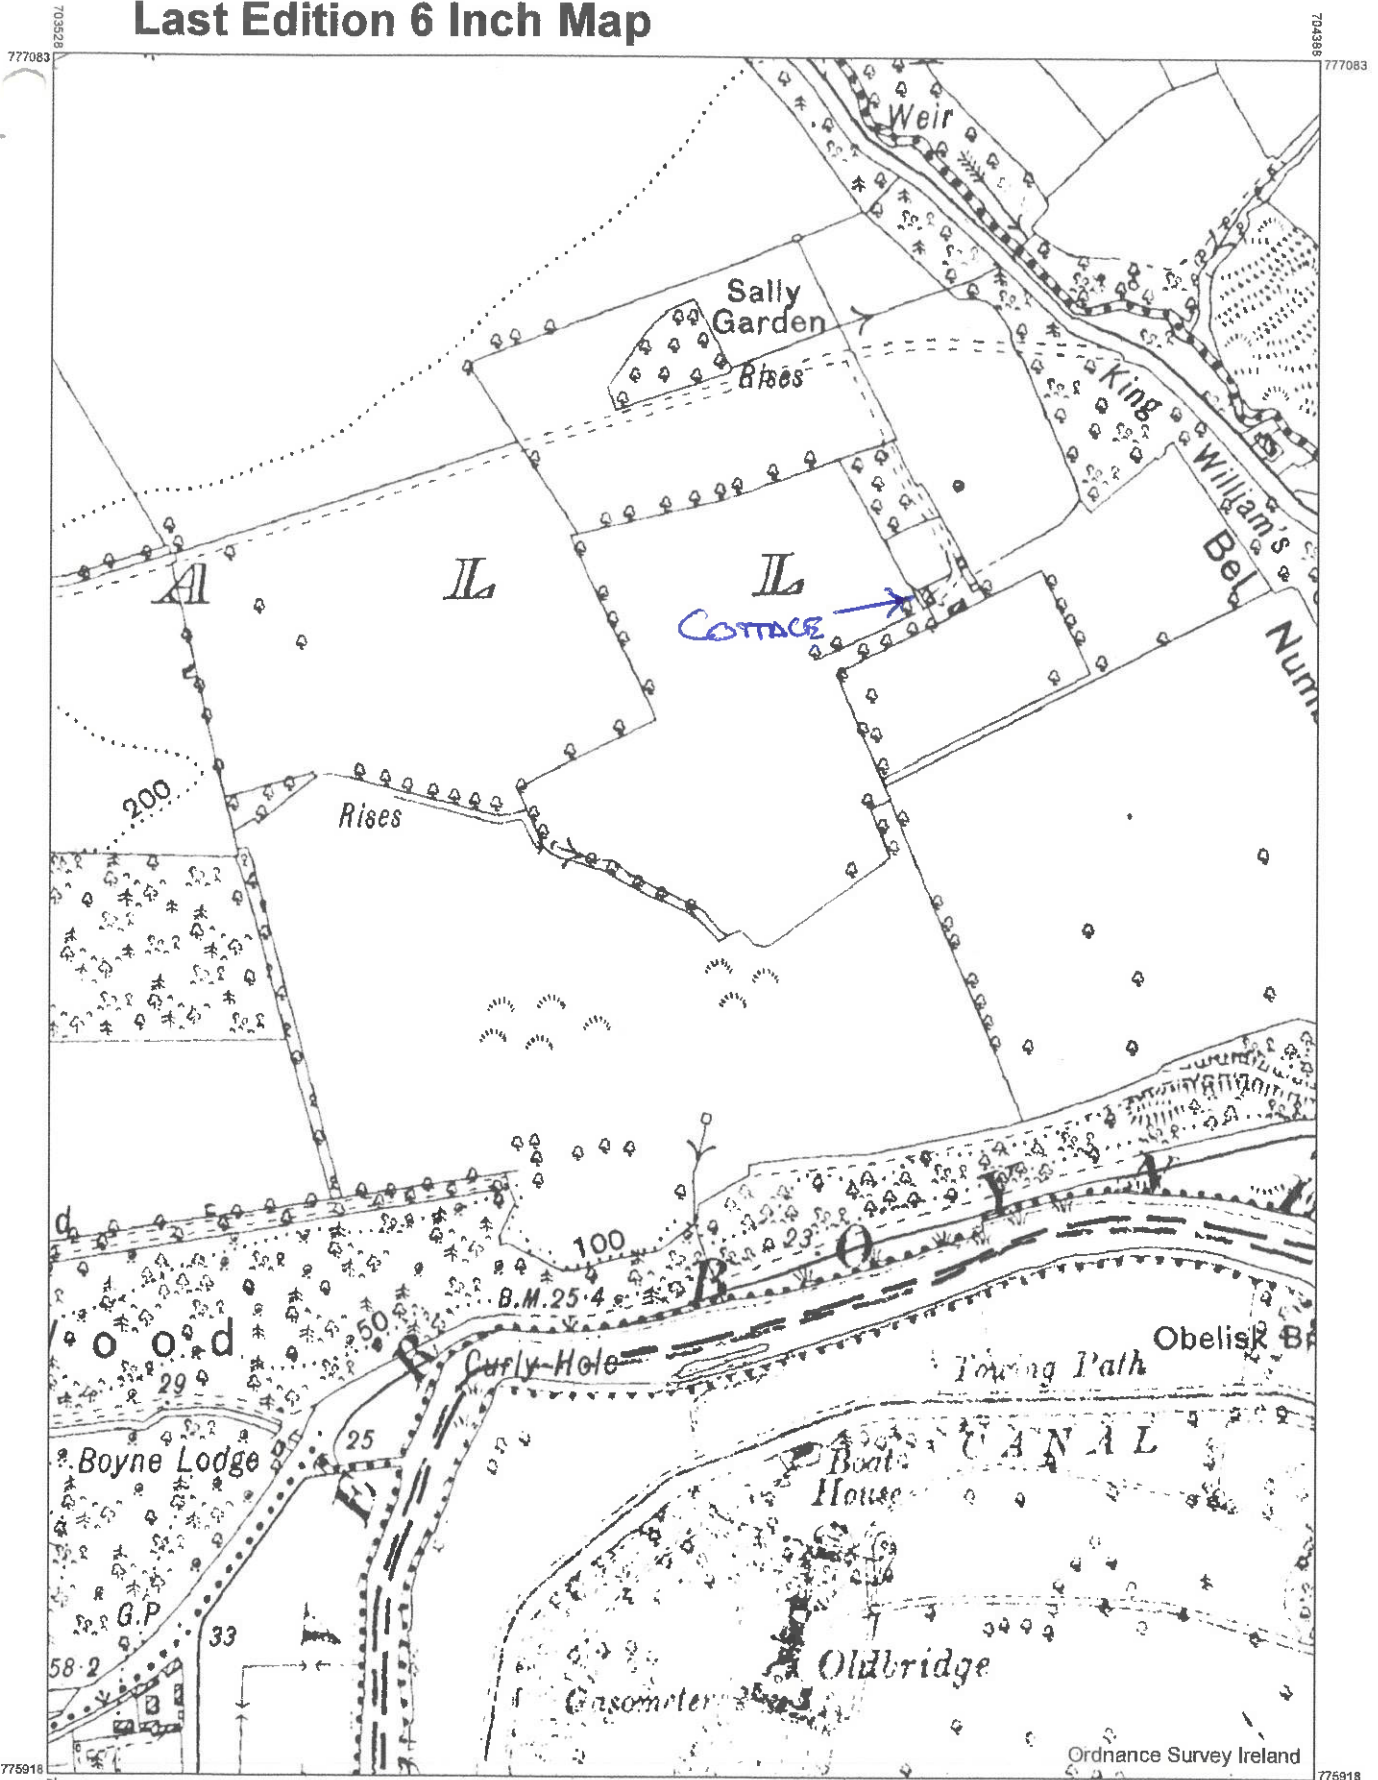 Last Edition 6 Inch Map
703528
704388
777083
777083
Weir
Sally
Garden
Rises
King
William's
Bel
Num
A
L
L
COTTAGE
200
Rises
100
23
B O Y N
B.M. 25·4
50
R
Curly Hole
d
Wood
29
Obelisk Br
Towing Path
Boyne Lodge
25
CANAL
Boat
House
G.P
33
58·2
Oldbridge
Gasometer
Ordnance Survey Ireland
775918
775918